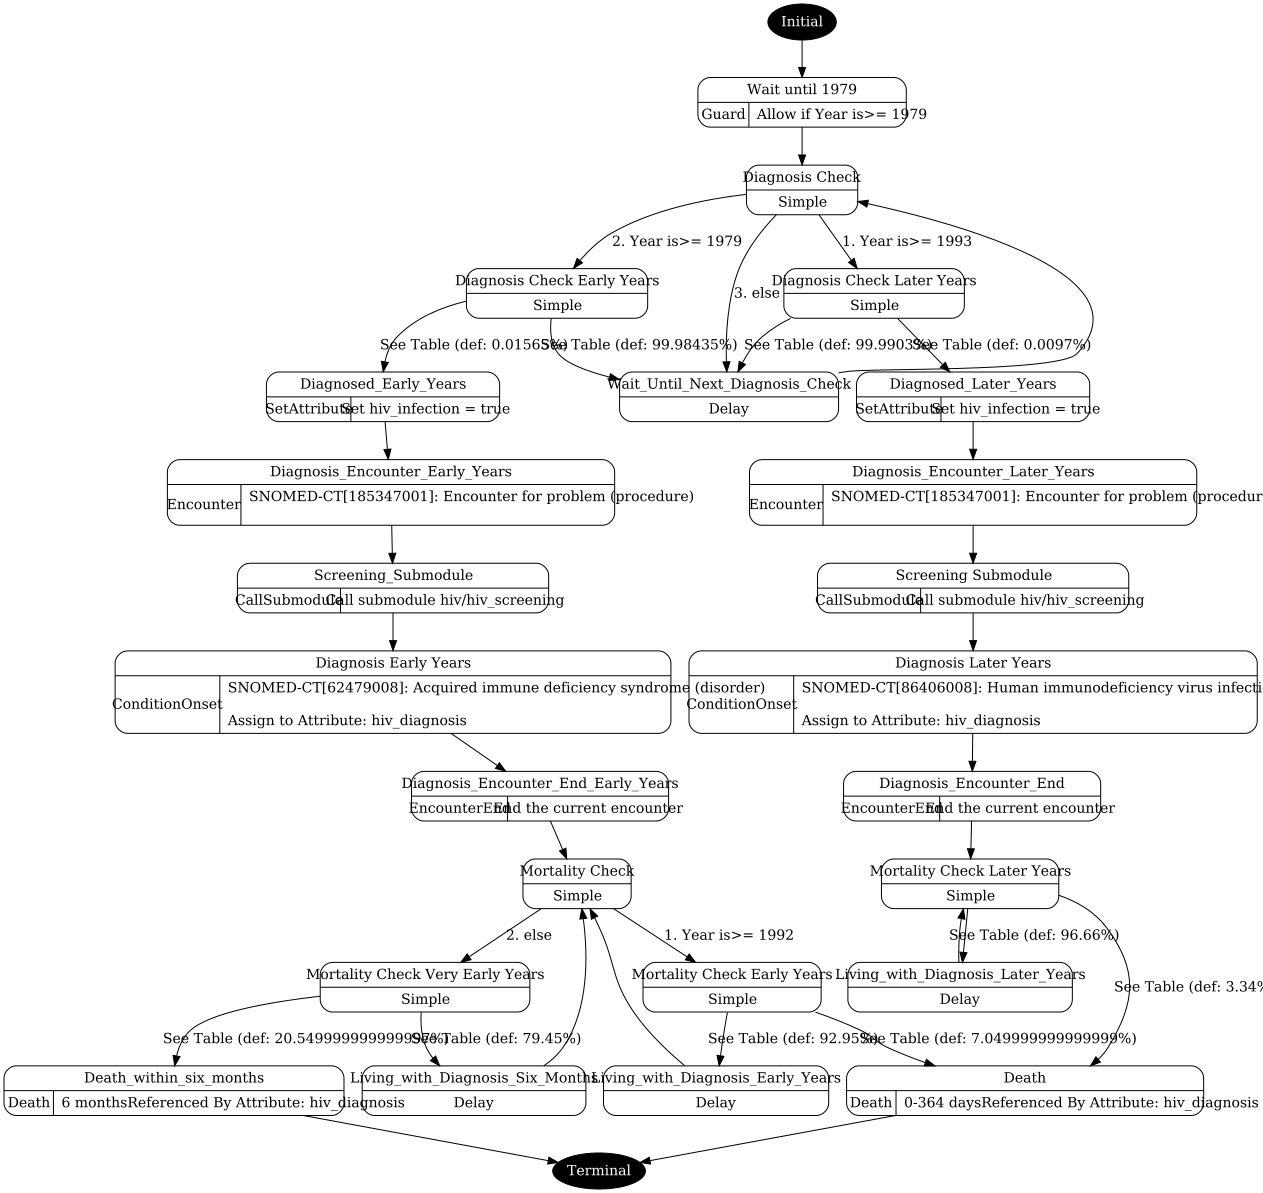 Initial
Wait until 1979
Guard
Allow if Year is>= 1979
Diagnosis Check
Simple
2. Year is>= 1979
1. Year is>= 1993
Diagnosis Check Early Years
Simple
3. else
Diagnosis Check Later Years
Simple
See Table (def: 0.01565%)
See Table (def: 99.98435%)
See Table (def: 99.9903%)
See Table (def: 0.0097%)
Diagnosed_Early_Years
SetAttribute
Set hiv_infection = true
Wait_Until_Next_Diagnosis_Check
Delay
Diagnosed_Later_Years
SetAttribute
Set hiv_infection = true
Diagnosis_Encounter_Early_Years
Encounter
SNOMED-CT[185347001]: Encounter for problem (procedure)
Diagnosis_Encounter_Later_Years
Encounter
SNOMED-CT[185347001]: Encounter for problem (procedur
Screening_Submodule
CallSubmodule
Call submodule hiv/hiv_screening
Screening Submodule
CallSubmodule
Call submodule hiv/hiv_screening
Diagnosis Early Years
ConditionOnset
SNOMED-CT[62479008]: Acquired immune deficiency syndrome (disorder)
Assign to Attribute: hiv_diagnosis
Diagnosis Later Years
ConditionOnset
SNOMED-CT[86406008]: Human immunodeficiency virus infecti
Assign to Attribute: hiv_diagnosis
Diagnosis_Encounter_End_Early_Years
EncounterEnd
End the current encounter
Diagnosis_Encounter_End
EncounterEnd
End the current encounter
Mortality Check
Simple
Mortality Check Later Years
Simple
2. else
1. Year is>= 1992
See Table (def: 96.66%)
Mortality Check Very Early Years
Simple
Mortality Check Early Years
Simple
Living_with_Diagnosis_Later_Years
Delay
See Table (def: 3.34%
See Table (def: 20.549999999999997%)
See Table (def: 79.45%)
See Table (def: 92.95%)
See Table (def: 7.049999999999999%)
Death_within_six_months
Death
6 monthsReferenced By Attribute: hiv_diagnosis
Living_with_Diagnosis_Six_Months
Delay
Living_with_Diagnosis_Early_Years
Delay
Death
Death
0-364 daysReferenced By Attribute: hiv_diagnosis
Terminal